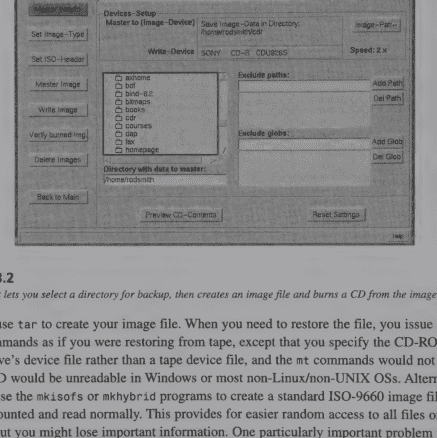 Devices-Setup
Master to (Image-Device)
Save Image-Data in Directory:
/home/rodsmith/cdr
Image-Path
Set Image-Type
Write-Device
SONY CD-R CDU926S
Speed: 2 x
Set ISO-Header
Master Image
Write Image
Verify burned Img.
Delete Images
Back to Main
axhome
bdf
bind-8.2
bitmaps
books
cdr
courses
dap
fax
homepage
Directory with data to master:
/home/rodsmith
Exclude paths:
Add Path
Del Path
Exclude globs:
Add Glob
Del Glob
Preview CD-Contents
Reset Settings
Help
.2
lets you select a directory for backup, then creates an image file and burns a CD from the image
use tar to create your image file. When you need to restore the file, you issue
mands as if you were restoring from tape, except that you specify the CD-RO
ve's device file rather than a tape device file, and the mt commands would not
D would be unreadable in Windows or most non-Linux/non-UNIX OSs. Altern
se the mkisofs or mkhybrid programs to create a standard ISO-9660 image fil
ounted and read normally. This provides for easier random access to all files o
ut you might lose important information. One particularly important problem